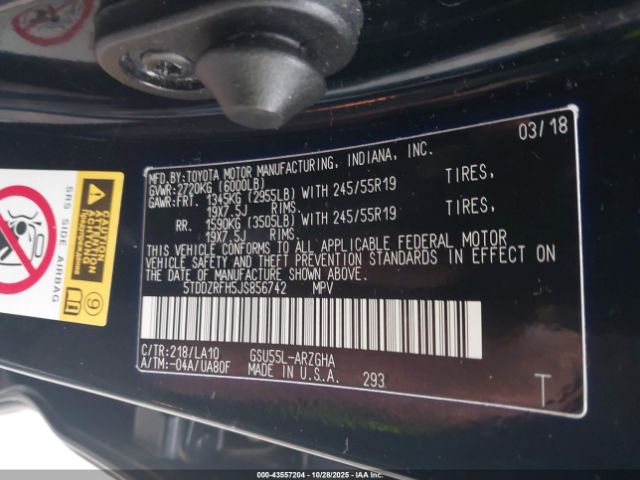 03/18
MFD.BY:TOYOTA MOTOR MANUFACTURING, INDIANA, INC.
GVWR:2720KG (6000LB)
GAWR:FRT. 1345KG (2955LB) WITH 245/55R19 TIRES,
19X7.5J RIMS
RR. 1590KG (3505LB) WITH 245/55R19 TIRES,
19X7.5J RIMS
THIS VEHICLE CONFORMS TO ALL APPLICABLE FEDERAL MOTOR
VEHICLE SAFETY AND THEFT PREVENTION STANDARDS IN EFFECT ON
THE DATE OF MANUFACTURE SHOWN ABOVE.
5TDDZRFH5JS856742 MPV
C/TR:218/LA10 GSU55L-ARZGHA
A/TM:-04A/UA80F MADE IN U.S.A. 293
T
SRS SIDE AIRBAG
CAUTION
ATTENTION
ACHTUNG
9
000-43557204 | 10/28/2025 | IAA Inc.